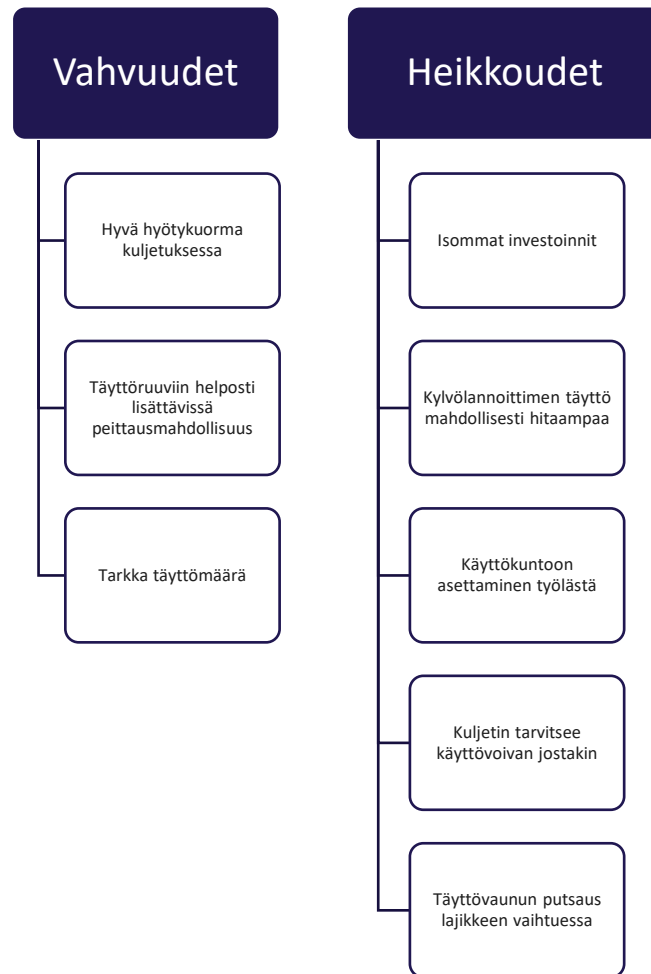 Vahvuudet
Hyvä hyötykuorma
kuljetuksessa
Täyttöruuviin helposti
lisättävissä
peittausmahdollisuus
Tarkka täyttömäärä
Heikkoudet
Isommat investoinnit
Kylvölannoittimen täyttö
mahdollisesti hitaampaa
Käyttökuntoon
asettaminen työlästä
Kuljetin tarvitsee
käyttövoivan jostakin
Täyttövaunun putsaus
lajikkeen vaihtuessa